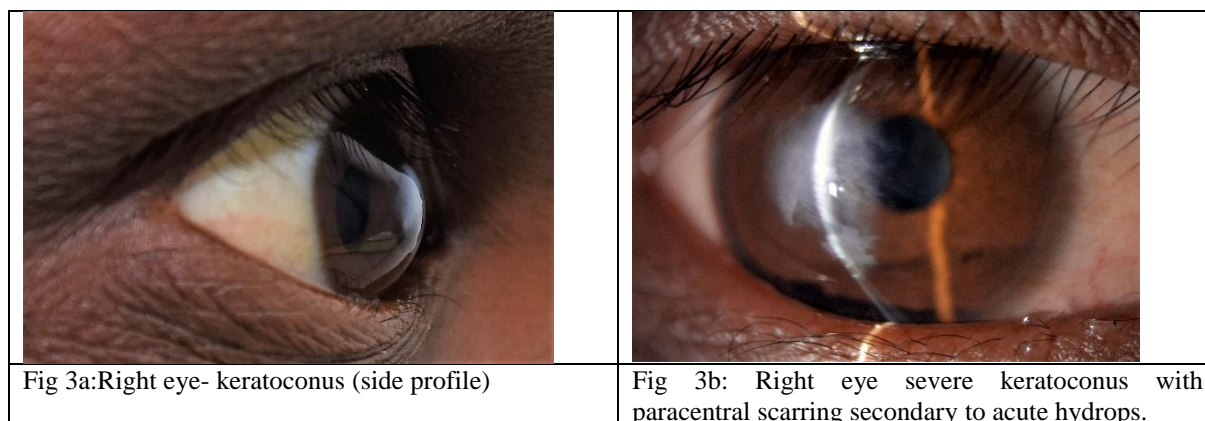 Fig 3a:Right eye- keratoconus (side profile)
Fig 3b: Right eye severe keratoconus with
paracentral scarring secondary to acute hydrops.